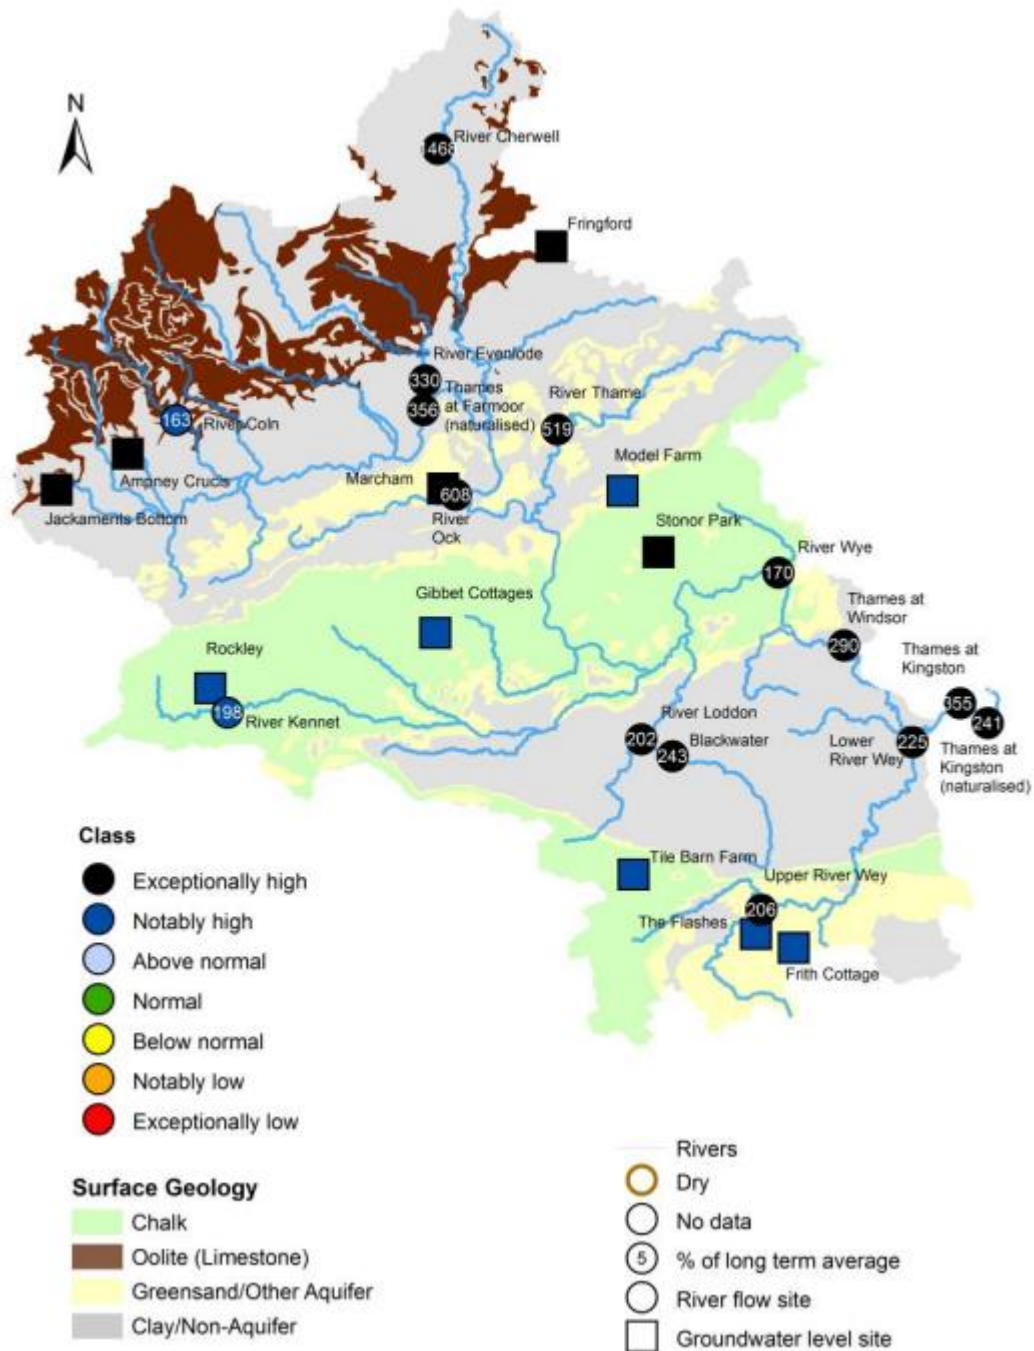 N
River Cherwell
1468
Fringford
River Evenlode
330
Thames
at Farmoor
(naturalised)
356
River Thame
519
163
River Coln
Ampney Crucis
Jackaments Bottom
Marcham
608
River
Ock
Model Farm
Stonor Park
River Wye
170
Gibbet Cottages
Thames at
Windsor
290
Thames at
Kingston
355
241
Thames at
Kingston
(naturalised)
Rockley
198
River Kennet
River Loddon
202
Blackwater
243
Lower
River Wey
225
Tile Barn Farm
Upper River Wey
206
The Flashes
Frith Cottage
Class
Exceptionally high
Notably high
Above normal
Normal
Below normal
Notably low
Exceptionally low
Surface Geology
Chalk
Oolite (Limestone)
Greensand/Other Aquifer
Clay/Non-Aquifer
Rivers
Dry
No data
5 % of long term average
River flow site
Groundwater level site